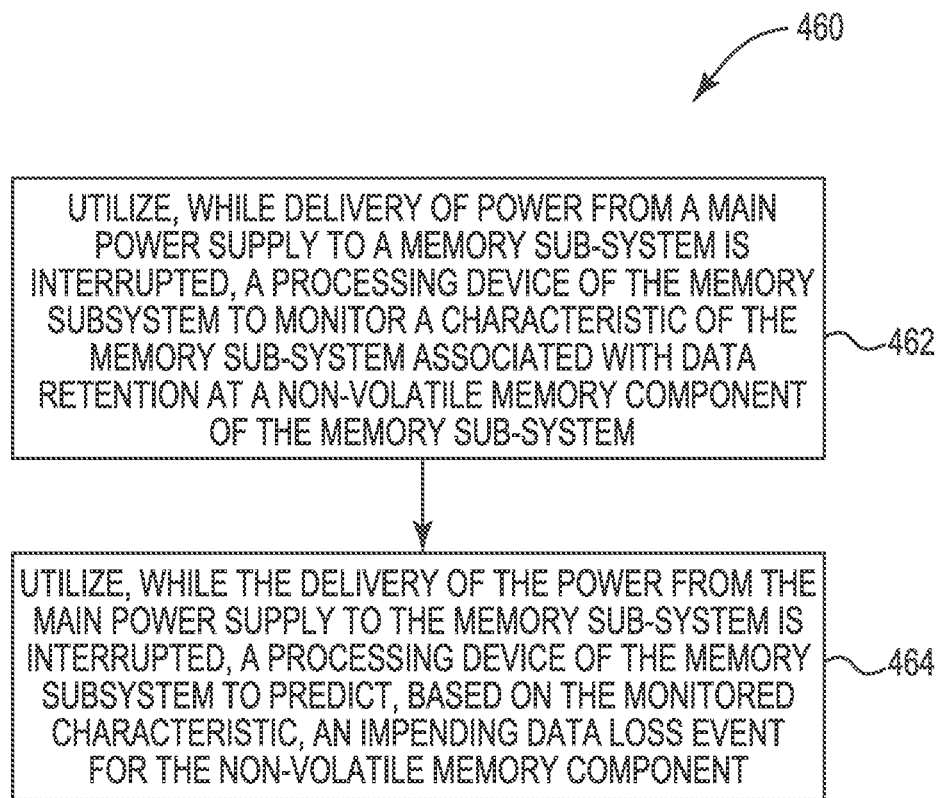 460
UTILIZE, WHILE DELIVERY OF POWER FROM A MAIN
POWER SUPPLY TO A MEMORY SUB-SYSTEM IS
INTERRUPTED, A PROCESSING DEVICE OF THE MEMORY
SUBSYSTEM TO MONITOR A CHARACTERISTIC OF THE
MEMORY SUB-SYSTEM ASSOCIATED WITH DATA
RETENTION AT A NON-VOLATILE MEMORY COMPONENT
OF THE MEMORY SUB-SYSTEM
462
UTILIZE, WHILE THE DELIVERY OF THE POWER FROM THE
MAIN POWER SUPPLY TO THE MEMORY SUB-SYSTEM IS
INTERRUPTED, A PROCESSING DEVICE OF THE MEMORY
SUBSYSTEM TO PREDICT, BASED ON THE MONITORED
CHARACTERISTIC, AN IMPENDING DATA LOSS EVENT
FOR THE NON-VOLATILE MEMORY COMPONENT
464